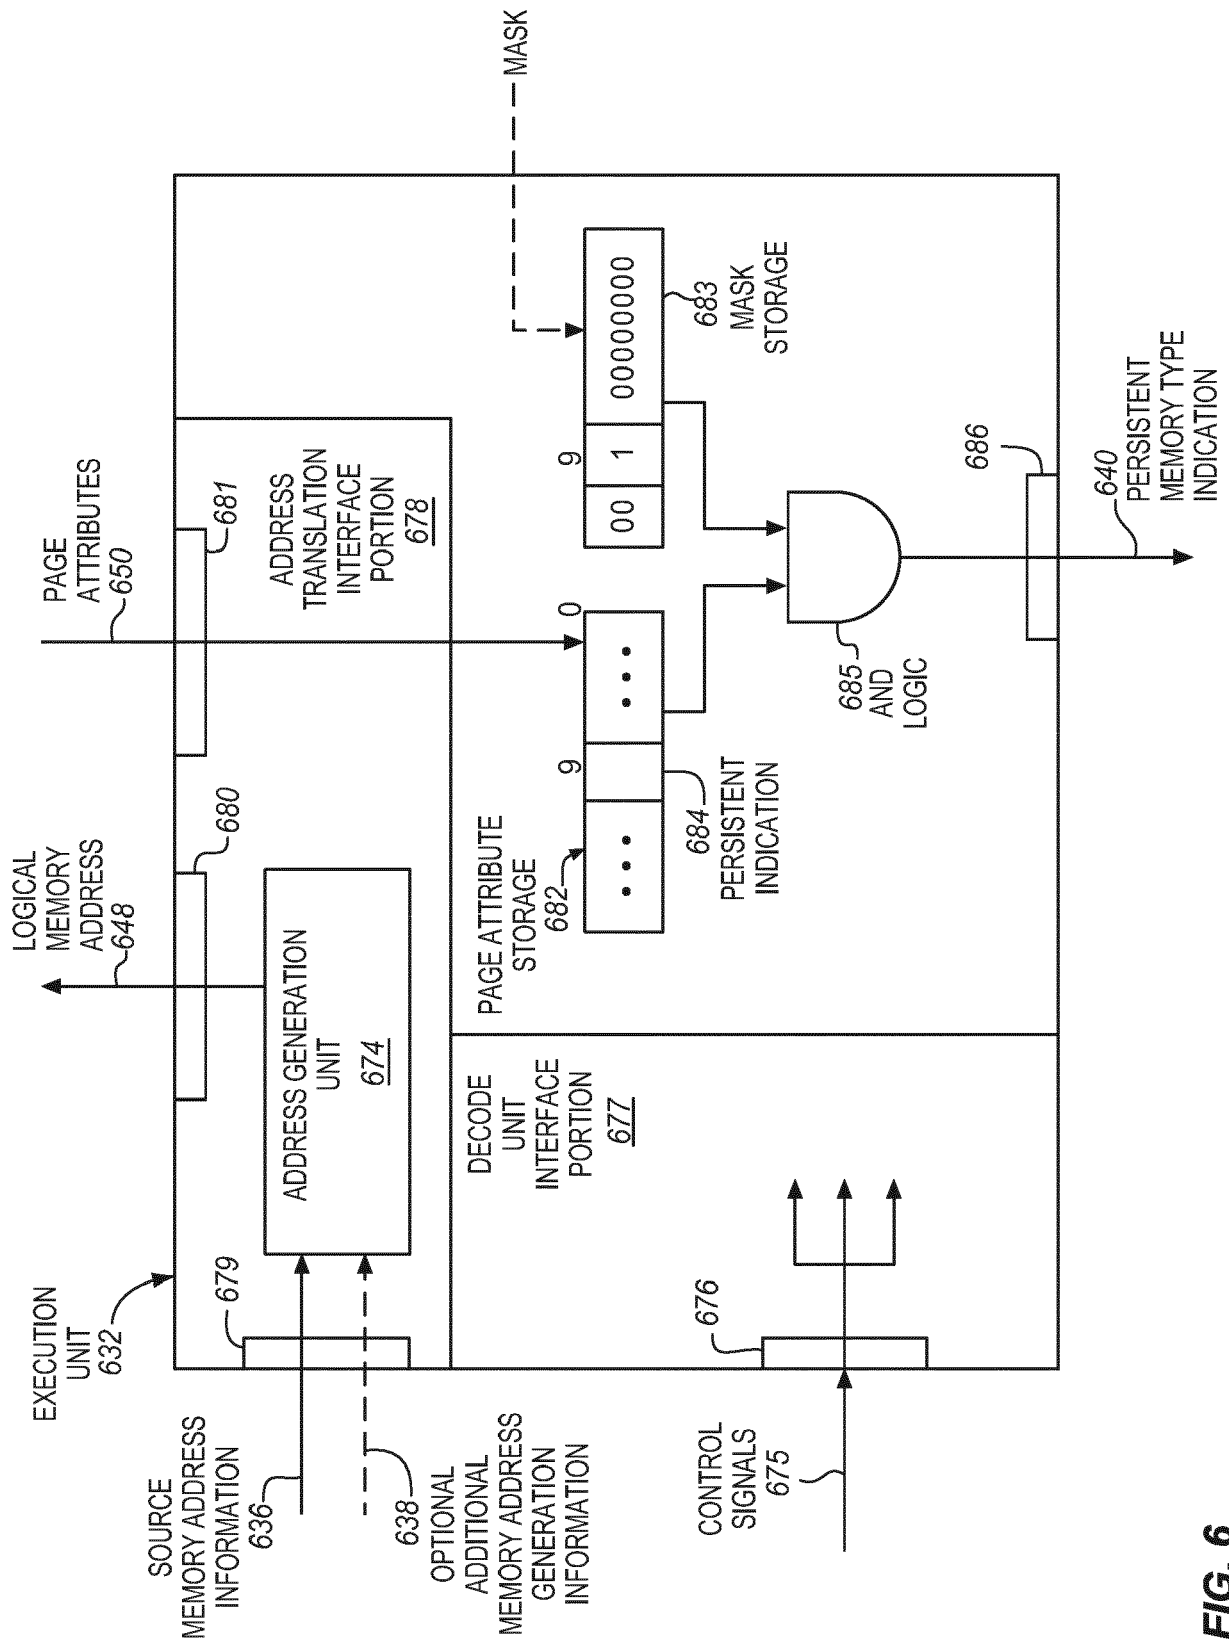 EXECUTION
UNIT
632
LOGICAL
MEMORY
ADDRESS
648
PAGE
ATTRIBUTES
650
MASK
SOURCE
MEMORY ADDRESS
INFORMATION
636
638
OPTIONAL
ADDITIONAL
MEMORY ADDRESS
GENERATION
INFORMATION
679
ADDRESS GENERATION
UNIT
674
680
681
ADDRESS
TRANSLATION
INTERFACE
PORTION
678
DECODE
UNIT
INTERFACE
PORTION
677
CONTROL
SIGNALS
675
676
PAGE ATTRIBUTE
STORAGE
682
9
0
684
PERSISTENT
INDICATION
9
00 1 00000000
683
MASK
STORAGE
685
AND
LOGIC
686
640
PERSISTENT
MEMORY TYPE
INDICATION
FIG. 6